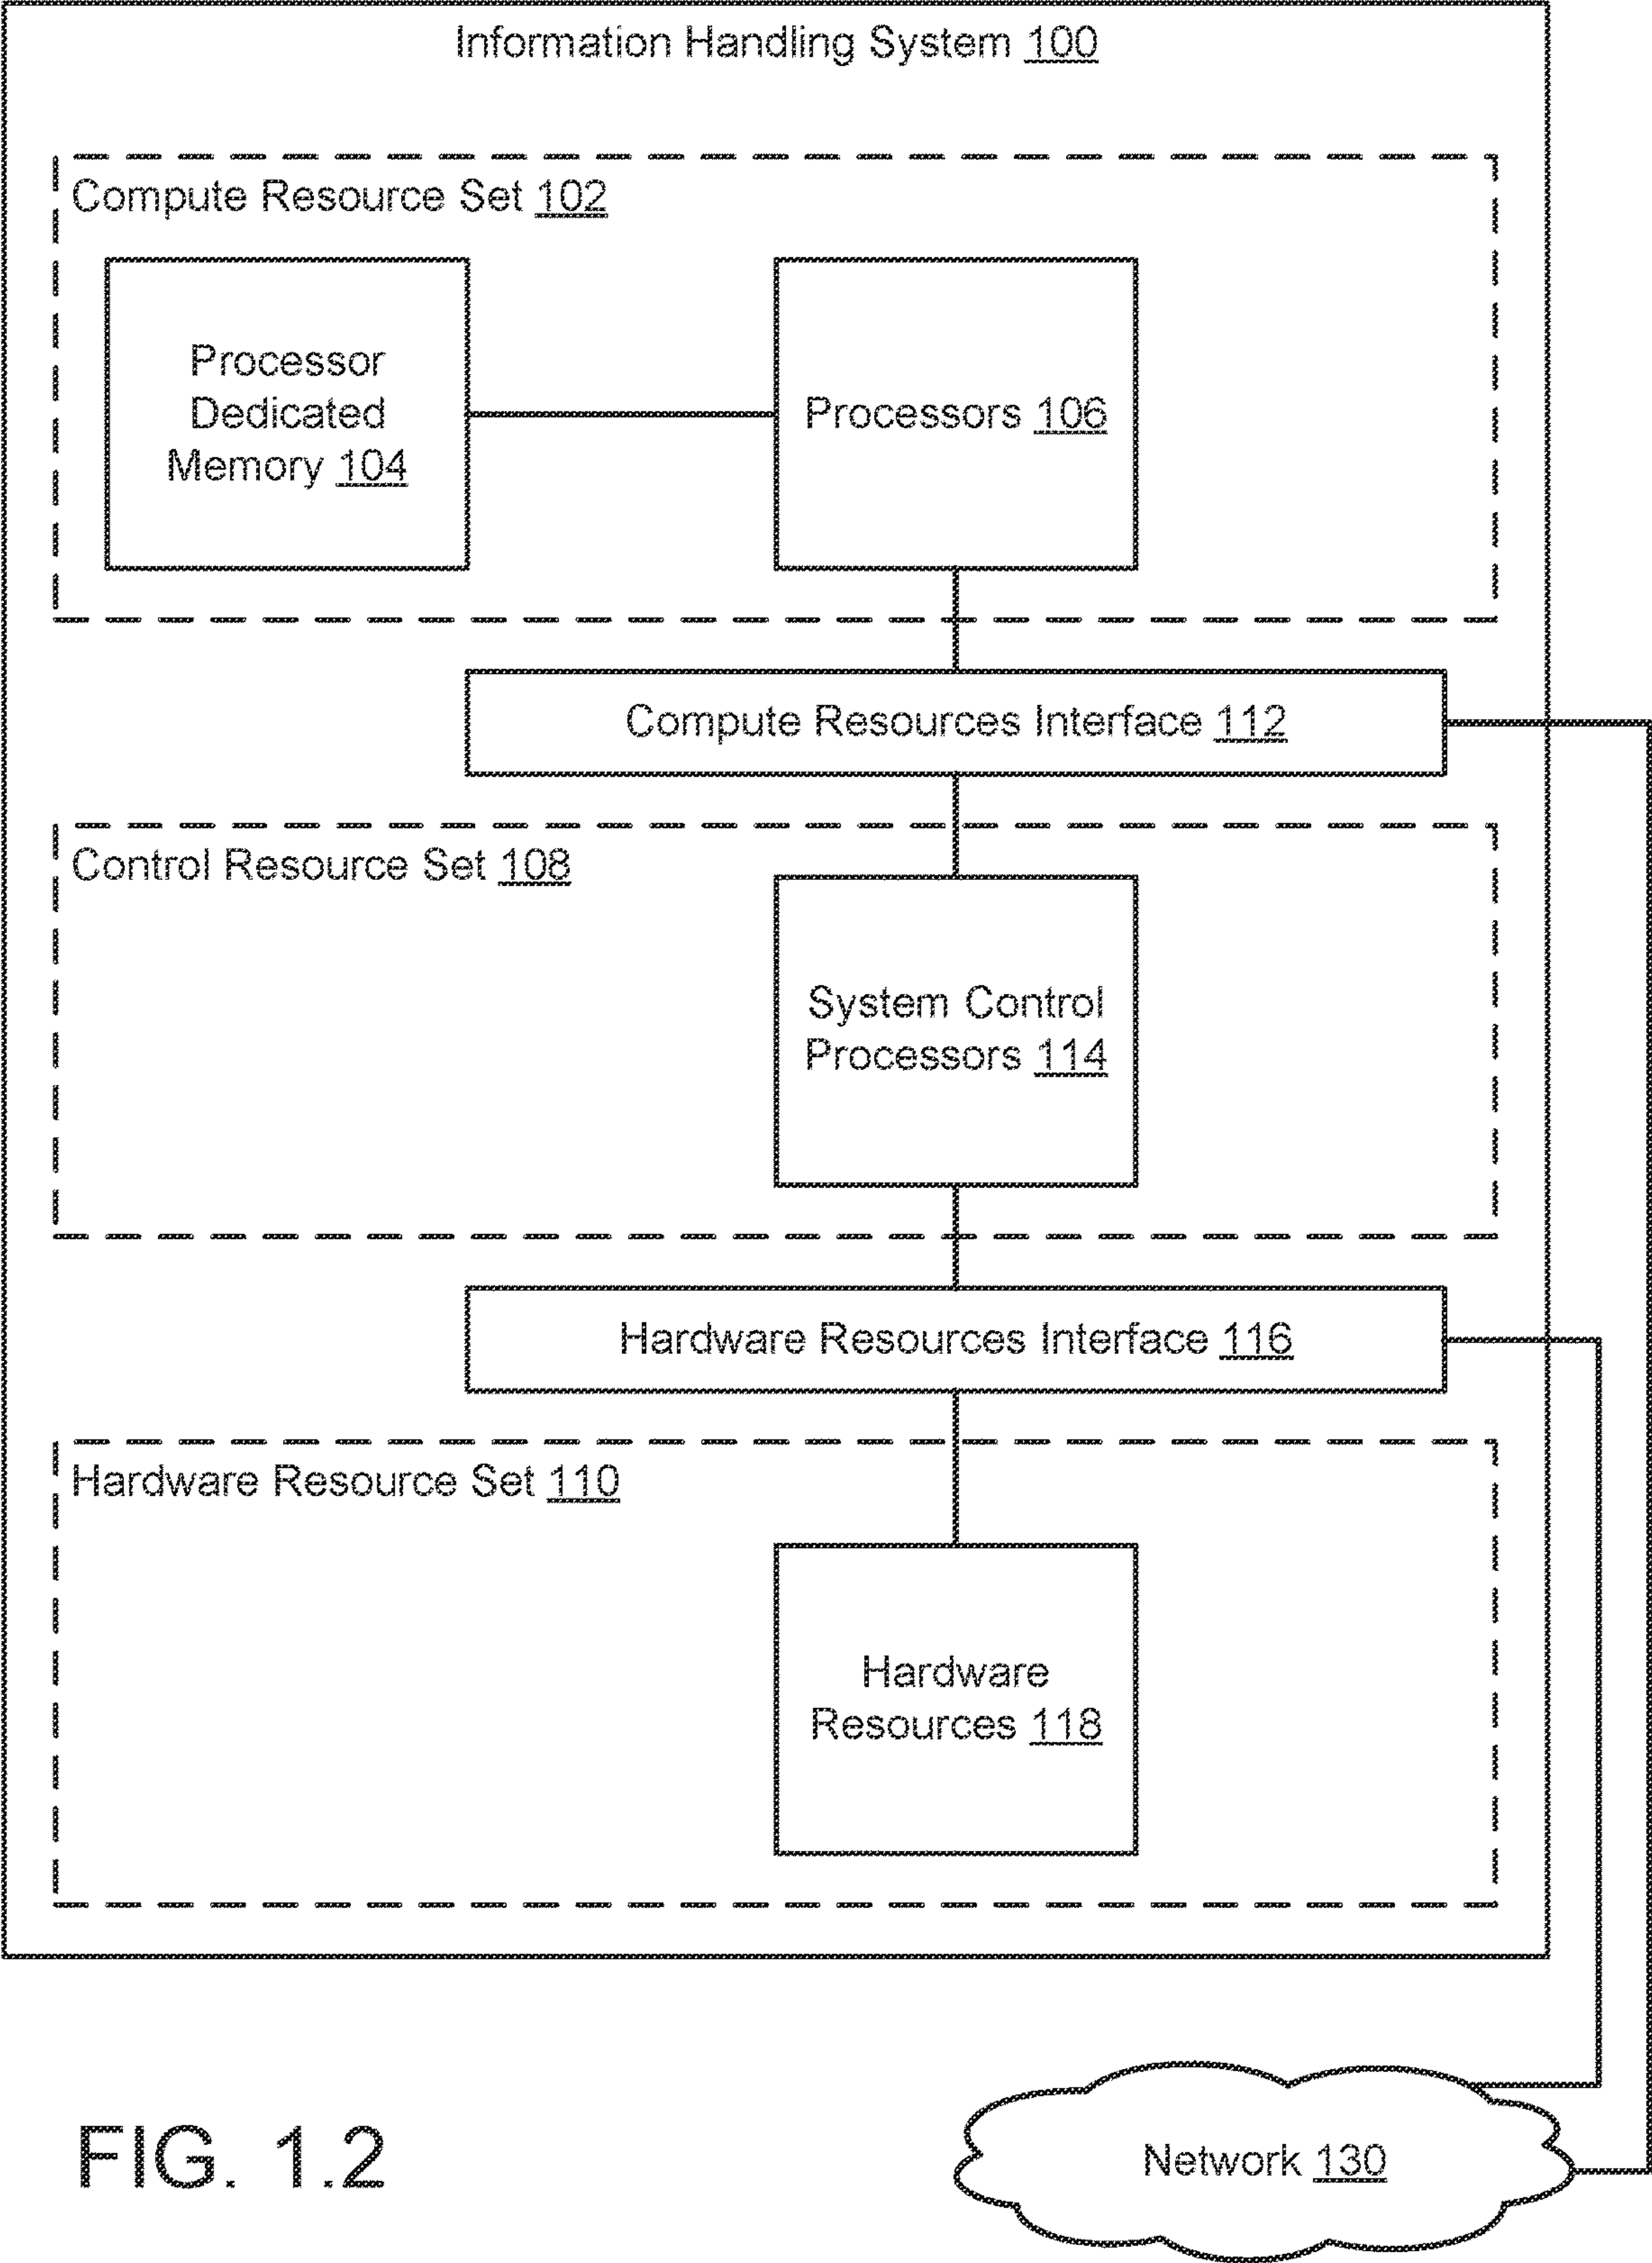 Information Handling System 100
Compute Resource Set 102
Processor
Dedicated
Memory 104
Processors 106
Compute Resources Interface 112
Control Resource Set 108
System Control
Processors 114
Hardware Resources Interface 116
Hardware Resource Set 110
Hardware
Resources 118
Network 130
FIG. 1.2